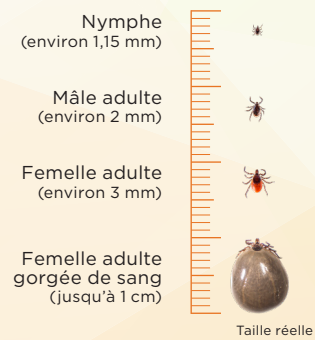 Nymphe
(environ 1,15 mm)
Mâle adulte
(environ 2 mm)
Femelle adulte
(environ 3 mm)
Femelle adulte
gorgée de sang
(jusqu'à 1 cm)
Taille réelle